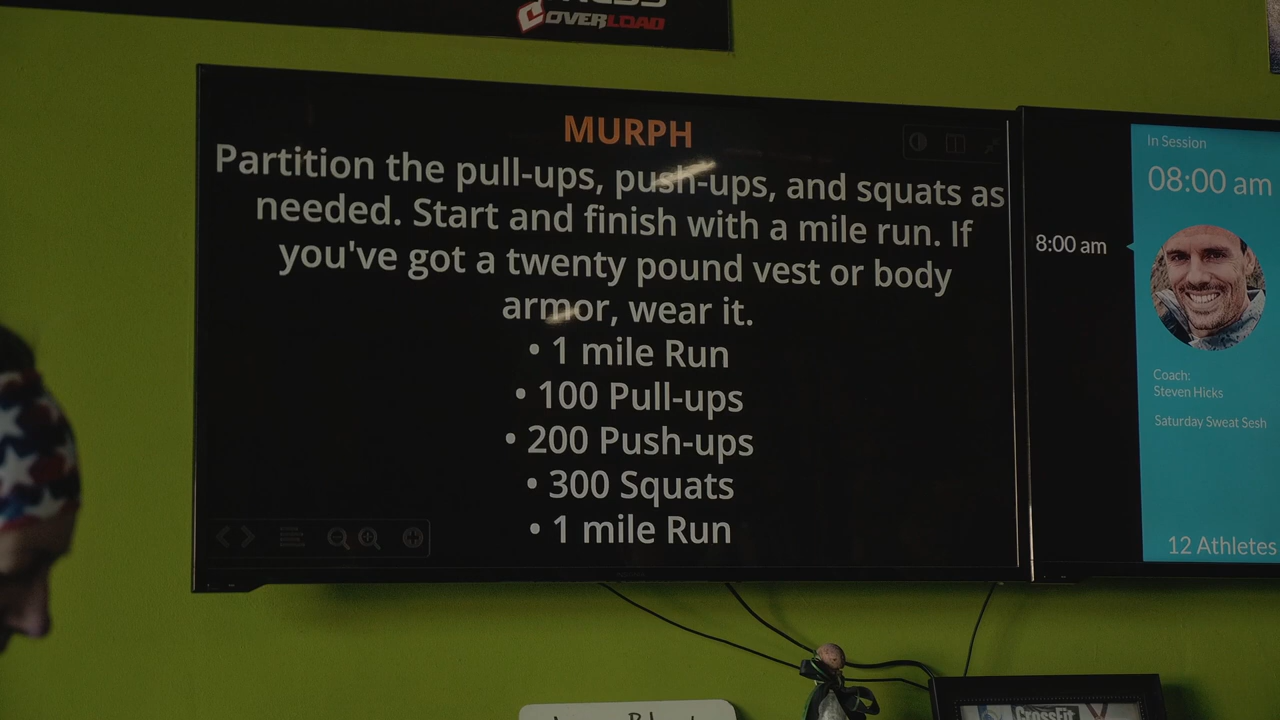 OVERLOAD
MURPH
Partition the pull-ups, push-ups, and squats as
needed. Start and finish with a mile run. If
you've got a twenty pound vest or body
armor, wear it.
• 1 mile Run
• 100 Pull-ups
• 200 Push-ups
• 300 Squats
• 1 mile Run
8:00 am
In Session
08:00 am
Coach:
Steven Hicks
Saturday Sweat Sesh
12 Athletes
CrossFit